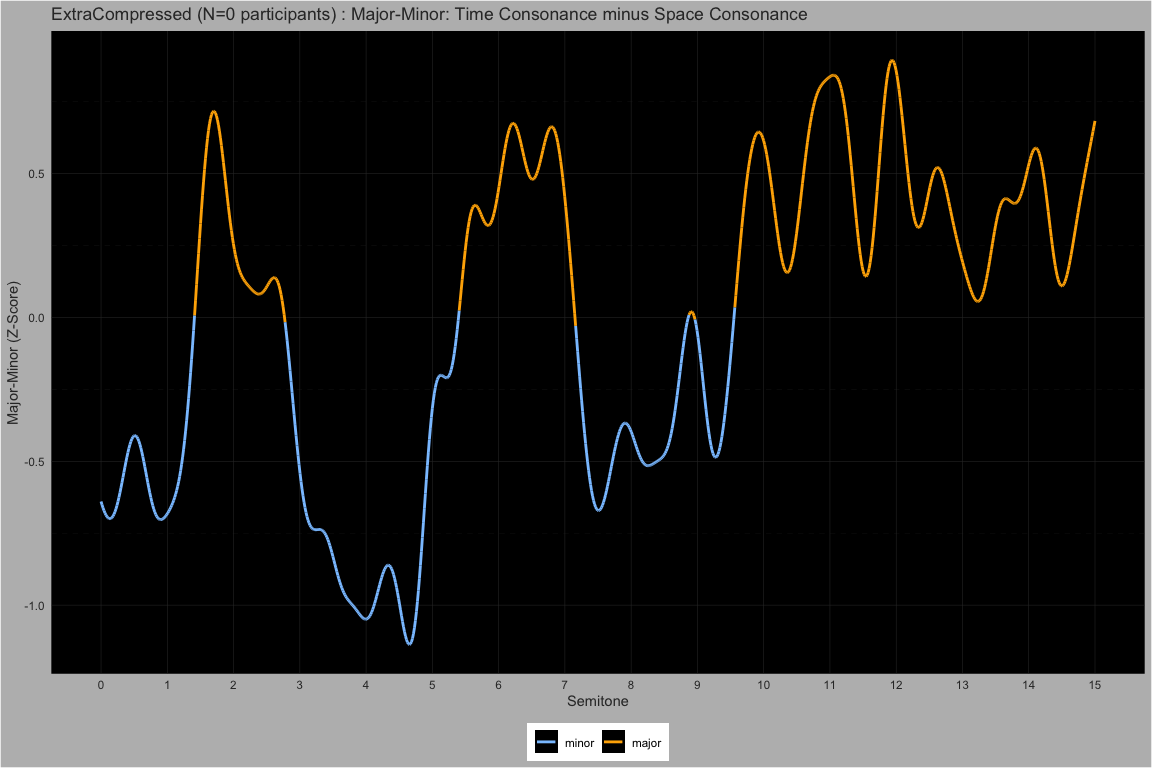 ExtraCompressed (N=0 participants) : Major-Minor: Time Consonance minus Space Consonance
Major-Minor (Z-Score)
0.5
0.0
-0.5
-1.0
0 1 2 3 4 5 6 7 8 9 10 11 12 13 14 15
Semitone
minor major